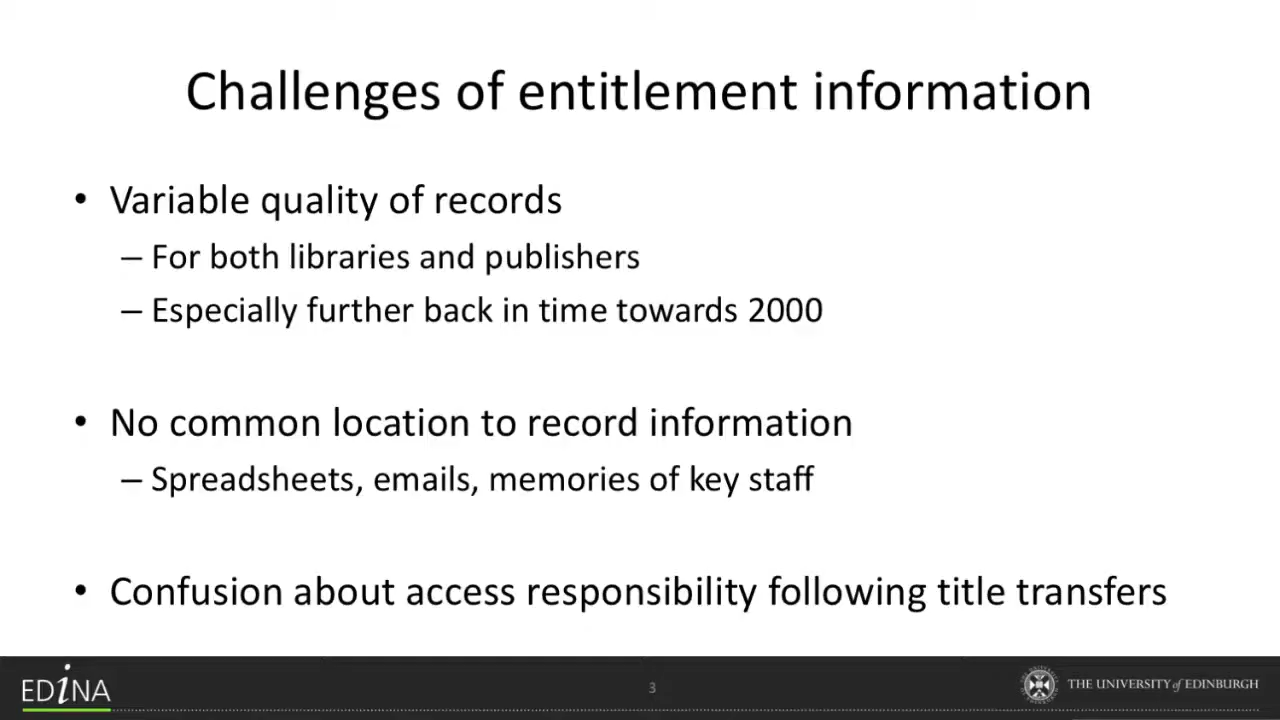 Challenges of entitlement information
• Variable quality of records
– For both libraries and publishers
– Especially further back in time towards 2000
• No common location to record information
– Spreadsheets, emails, memories of key staff
• Confusion about access responsibility following title transfers
EDiNA
3
THE UNIVERSITY of EDINBURGH